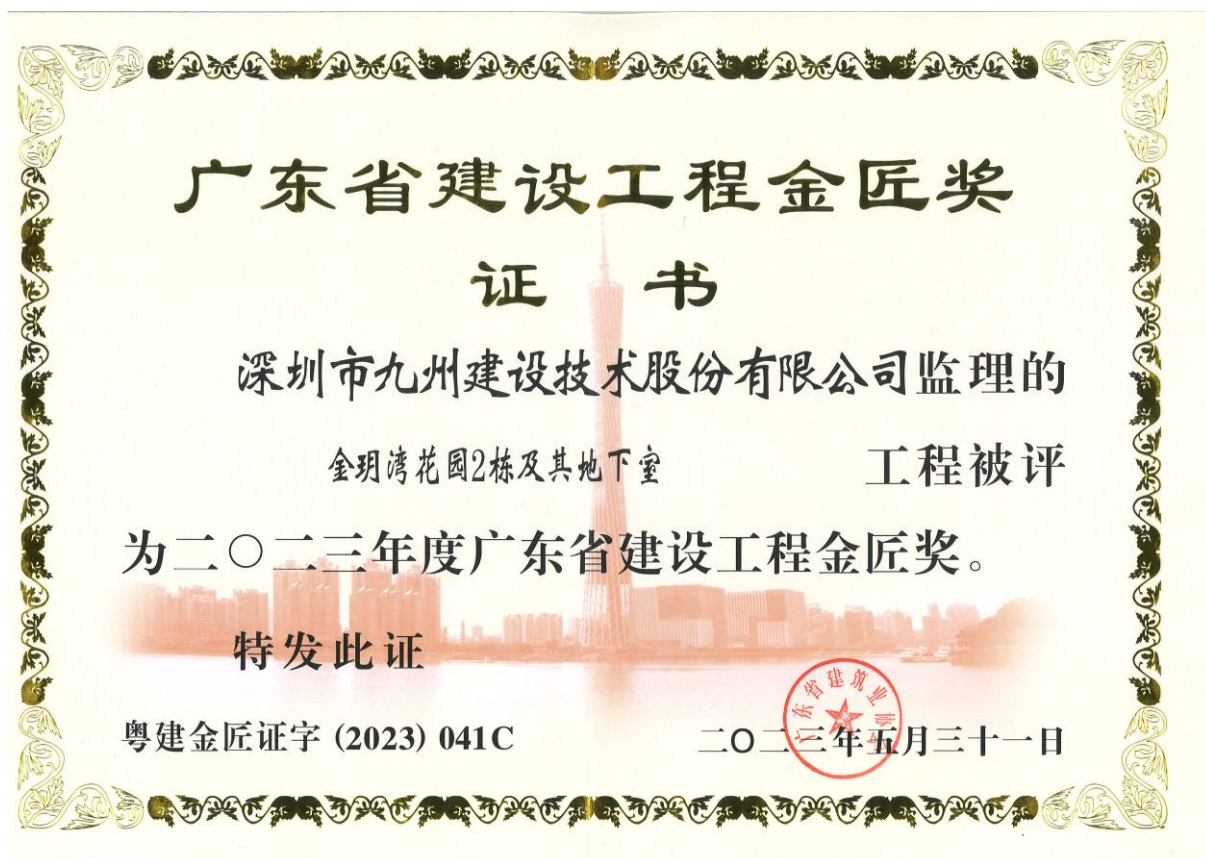 广东省建设工程金匠奖
证 书
深圳市九州建设技术股份有限公司监理的
金玥湾花园2栋及其地下室 工程被评
为二〇二三年度广东省建设工程金匠奖。
特发此证
粤建金匠证字 (2023) 041C
二〇二三年五月三十一日
广东省建筑业协会